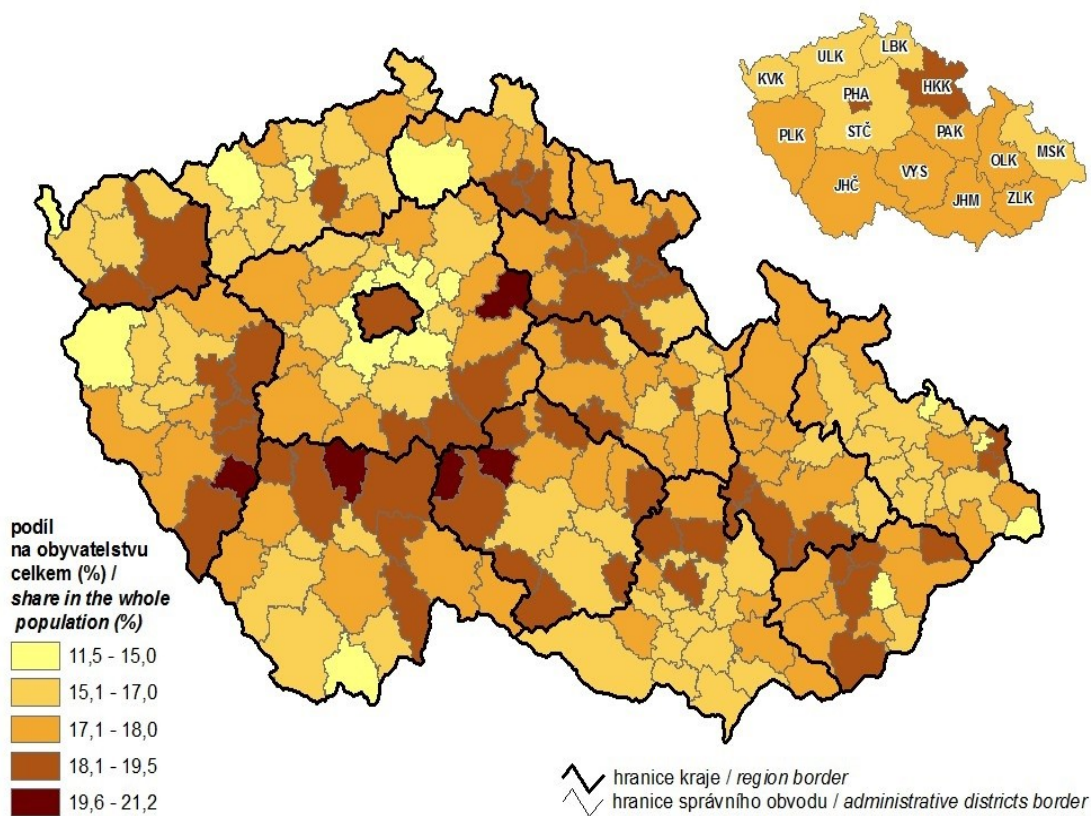 KVK
ULK
LBK
HKK
PHA
STČ
PLK
PAK
OLK
MSK
VYS
JHČ
JHM
ZLK
podíl
na obyvatelstvu
celkem (%) /
share in the whole
population (%)
11,5 - 15,0
15,1 - 17,0
17,1 - 18,0
18,1 - 19,5
19,6 - 21,2
hranice kraje / region border
hranice správního obvodu / administrative districts border